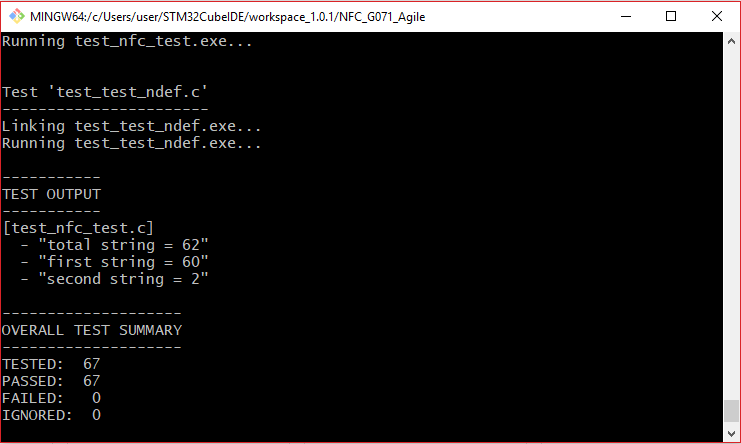 MINGW64:/c/Users/user/STM32CubeIDE/workspace_1.0.1/NFC_G071_Agile
Running test_nfc_test.exe...
Test 'test_test_ndef.c'
-----------------------
Linking test_test_ndef.exe...
Running test_test_ndef.exe...
-----------
TEST OUTPUT
-----------
[test_nfc_test.c]
  - "total string = 62"
  - "first string = 60"
  - "second string = 2"
--------------------
OVERALL TEST SUMMARY
--------------------
TESTED:  67
PASSED:  67
FAILED:   0
IGNORED:  0